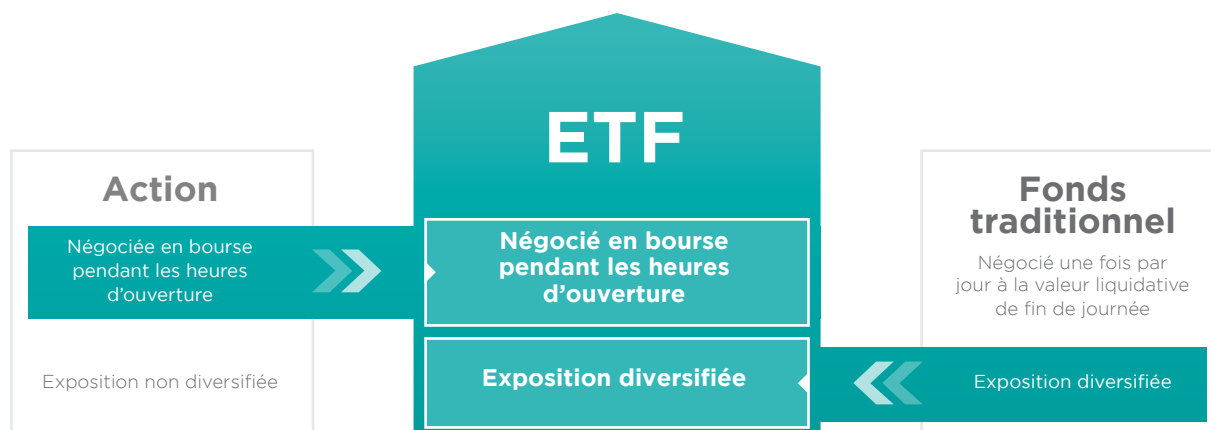 ETF
Action
Négociée en bourse
pendant les heures
d’ouverture
Exposition non diversifiée
Négocié en bourse
pendant les heures
d’ouverture
Exposition diversifiée
Fonds
traditionnel
Négocié une fois par
jour à la valeur liquidative
de fin de journée
Exposition diversifiée